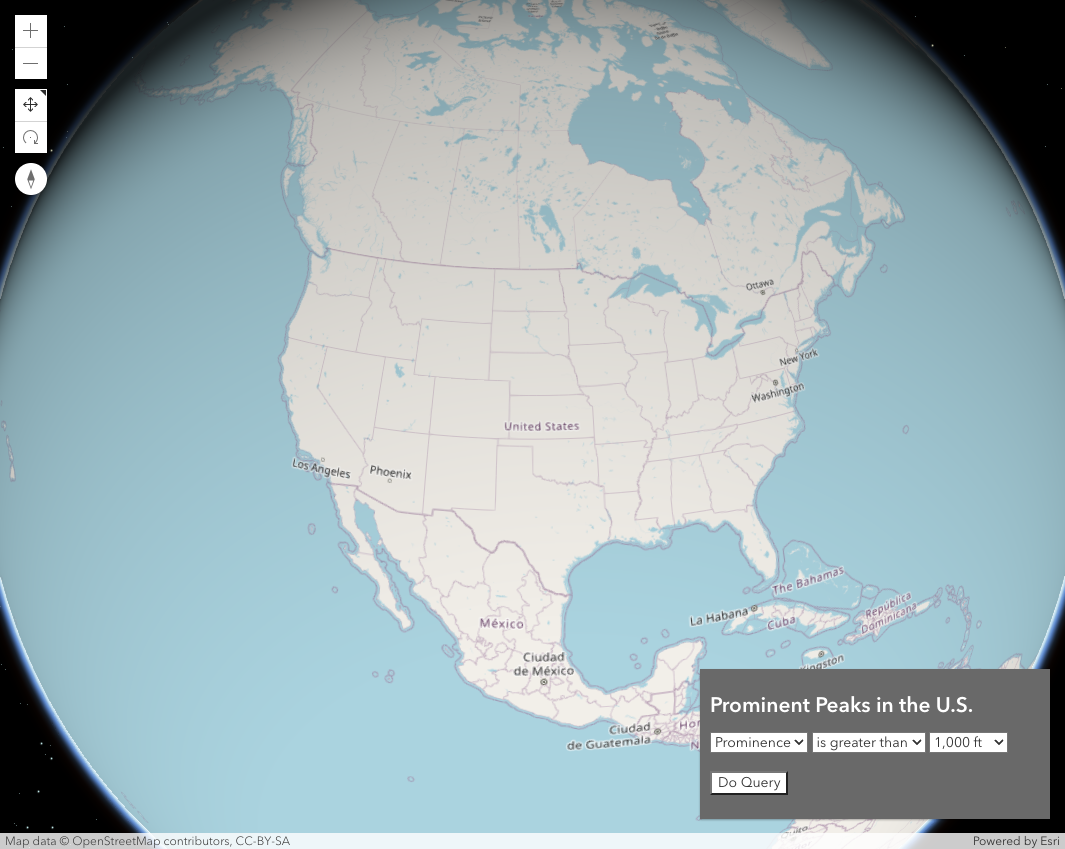 Ottawa
New York
Washington
United States
Los Angeles
Phoenix
The Bahamas
La Habana
Cuba
República
Dominicana
México
Ciudad
de México
Ciudad
de Guatemala
Prominent Peaks in the U.S.
Prominence is greater than 1,000 ft
Do Query
Map data © OpenStreetMap contributors, CC-BY-SA
Powered by Esri